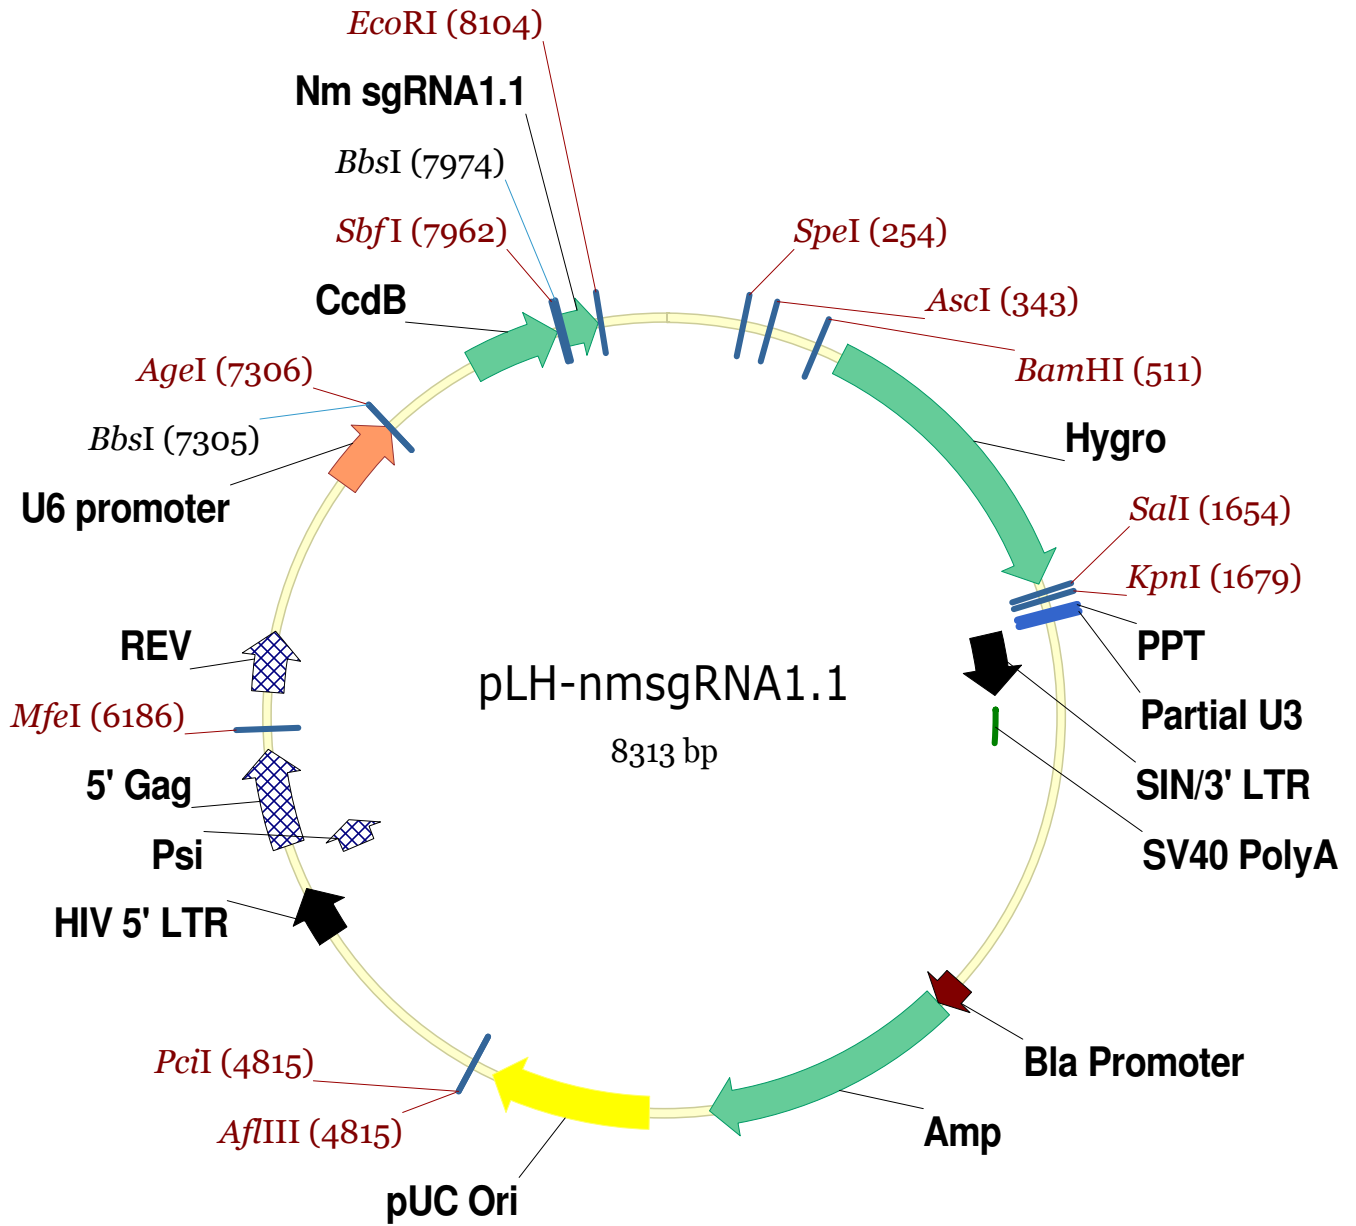 EcoRI (8104)
Nm sgRNA1.1
BbsI (7974)
SbfI (7962)
SpeI (254)
AscI (343)
CcdB
BamHI (511)
AgeI (7306)
BbsI (7305)
Hygro
U6 promoter
SalI (1654)
KpnI (1679)
REV
PPT
pLH-nmsgRNA1.1
MfeI (6186)
Partial U3
8313 bp
5' Gag
SIN/3' LTR
Psi
SV40 PolyA
HIV 5' LTR
PciI (4815)
Bla Promoter
AflIII (4815)
Amp
pUC Ori